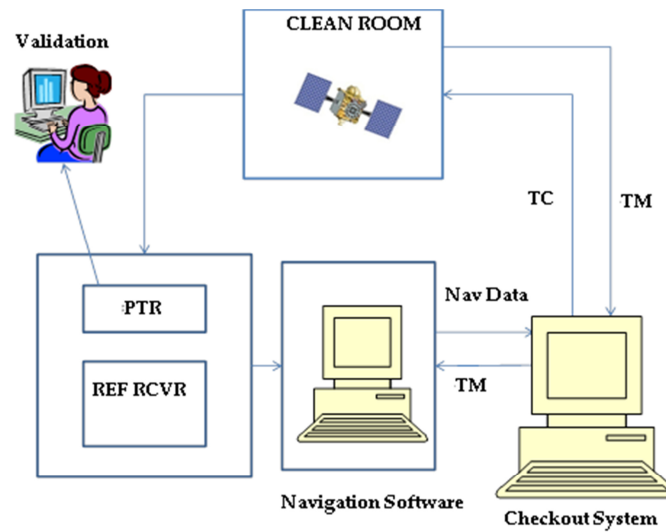 Validation
CLEAN ROOM
TC
TM
PTR
REF RCVR
Nav Data
TM
Navigation Software
Checkout System